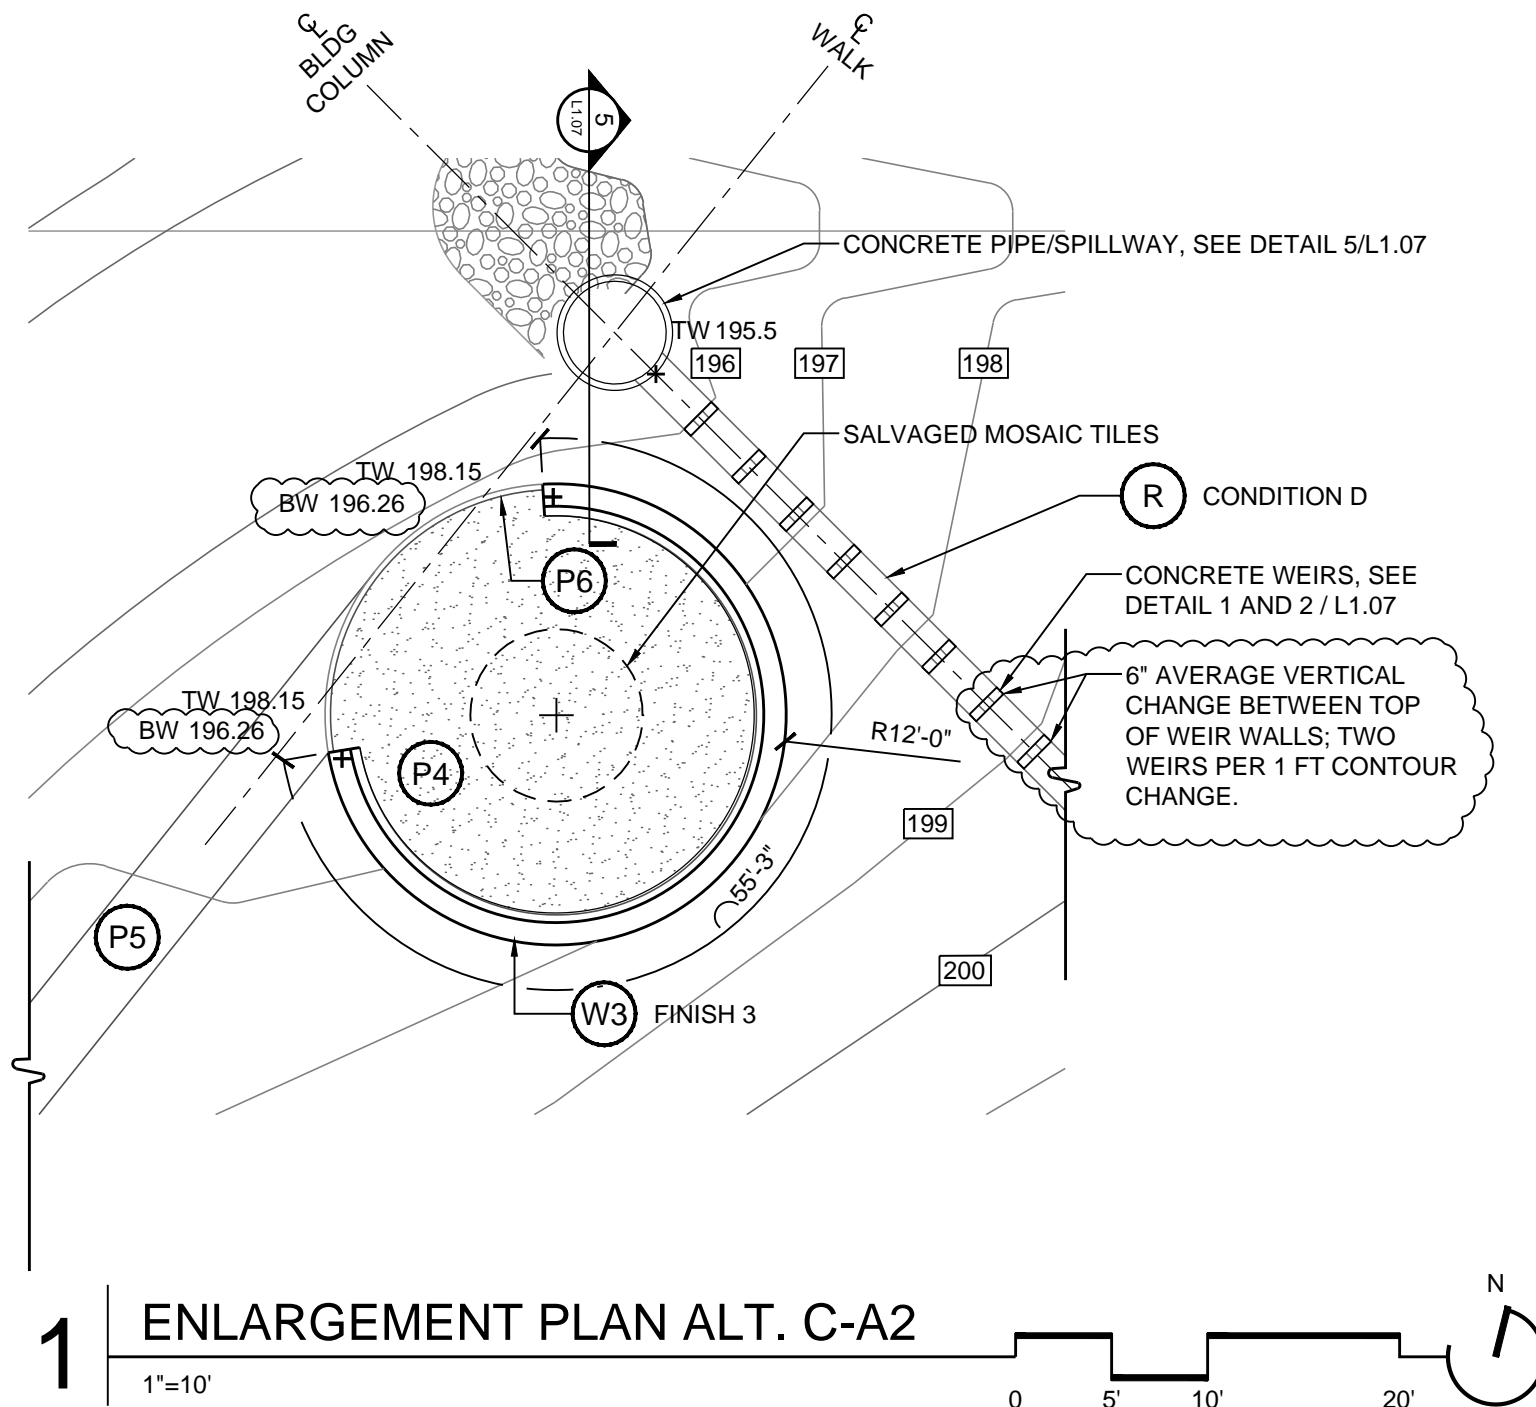 ℄
BLDG
COLUMN
℄
WALK
5
L1.07
CONCRETE PIPE/SPILLWAY, SEE DETAIL 5/L1.07
TW 195.5
196
197
198
SALVAGED MOSAIC TILES
TW 198.15
BW 196.26
R
CONDITION D
P6
CONCRETE WEIRS, SEE
DETAIL 1 AND 2 / L1.07
6" AVERAGE VERTICAL
CHANGE BETWEEN TOP
OF WEIR WALLS; TWO
WEIRS PER 1 FT CONTOUR
CHANGE.
TW 198.15
BW 196.26
R12'-0"
P4
199
55'-3"
P5
200
W3
FINISH 3
1
ENLARGEMENT PLAN ALT. C-A2
1"=10'
0
5'
10'
20'
N